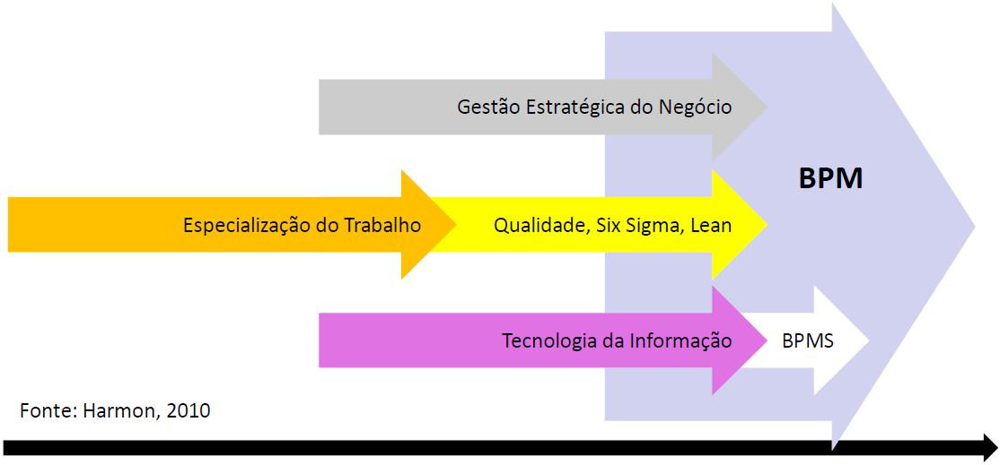 Gestão Estratégica do Negócio
BPM
Especialização do Trabalho
Qualidade, Six Sigma, Lean
Tecnologia da Informação
BPMS
Fonte: Harmon, 2010